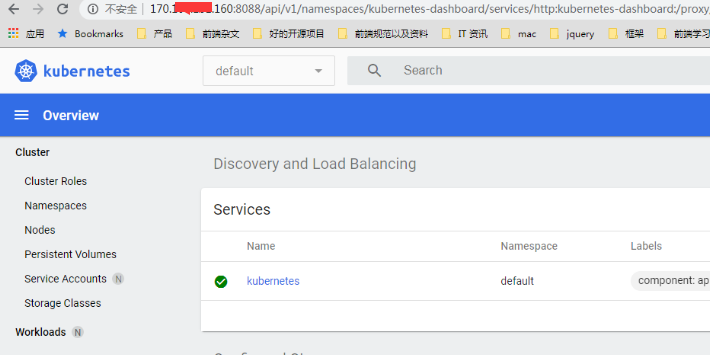 不安全 170.1 .160:8088/api/v1/namespaces/kubernetes-dashboard/services/http:kubernetes-dashboard:/proxy
应用 Bookmarks 产品 前端杂文 好的开源项目 前端规范以及资料 IT 资讯 mac jquery 框架 前端学习
kubernetes default Search
Overview
Cluster
Cluster Roles
Namespaces
Nodes
Persistent Volumes
Service Accounts N
Storage Classes
Workloads N
Discovery and Load Balancing
Services
Name Namespace Labels
kubernetes default component: ap